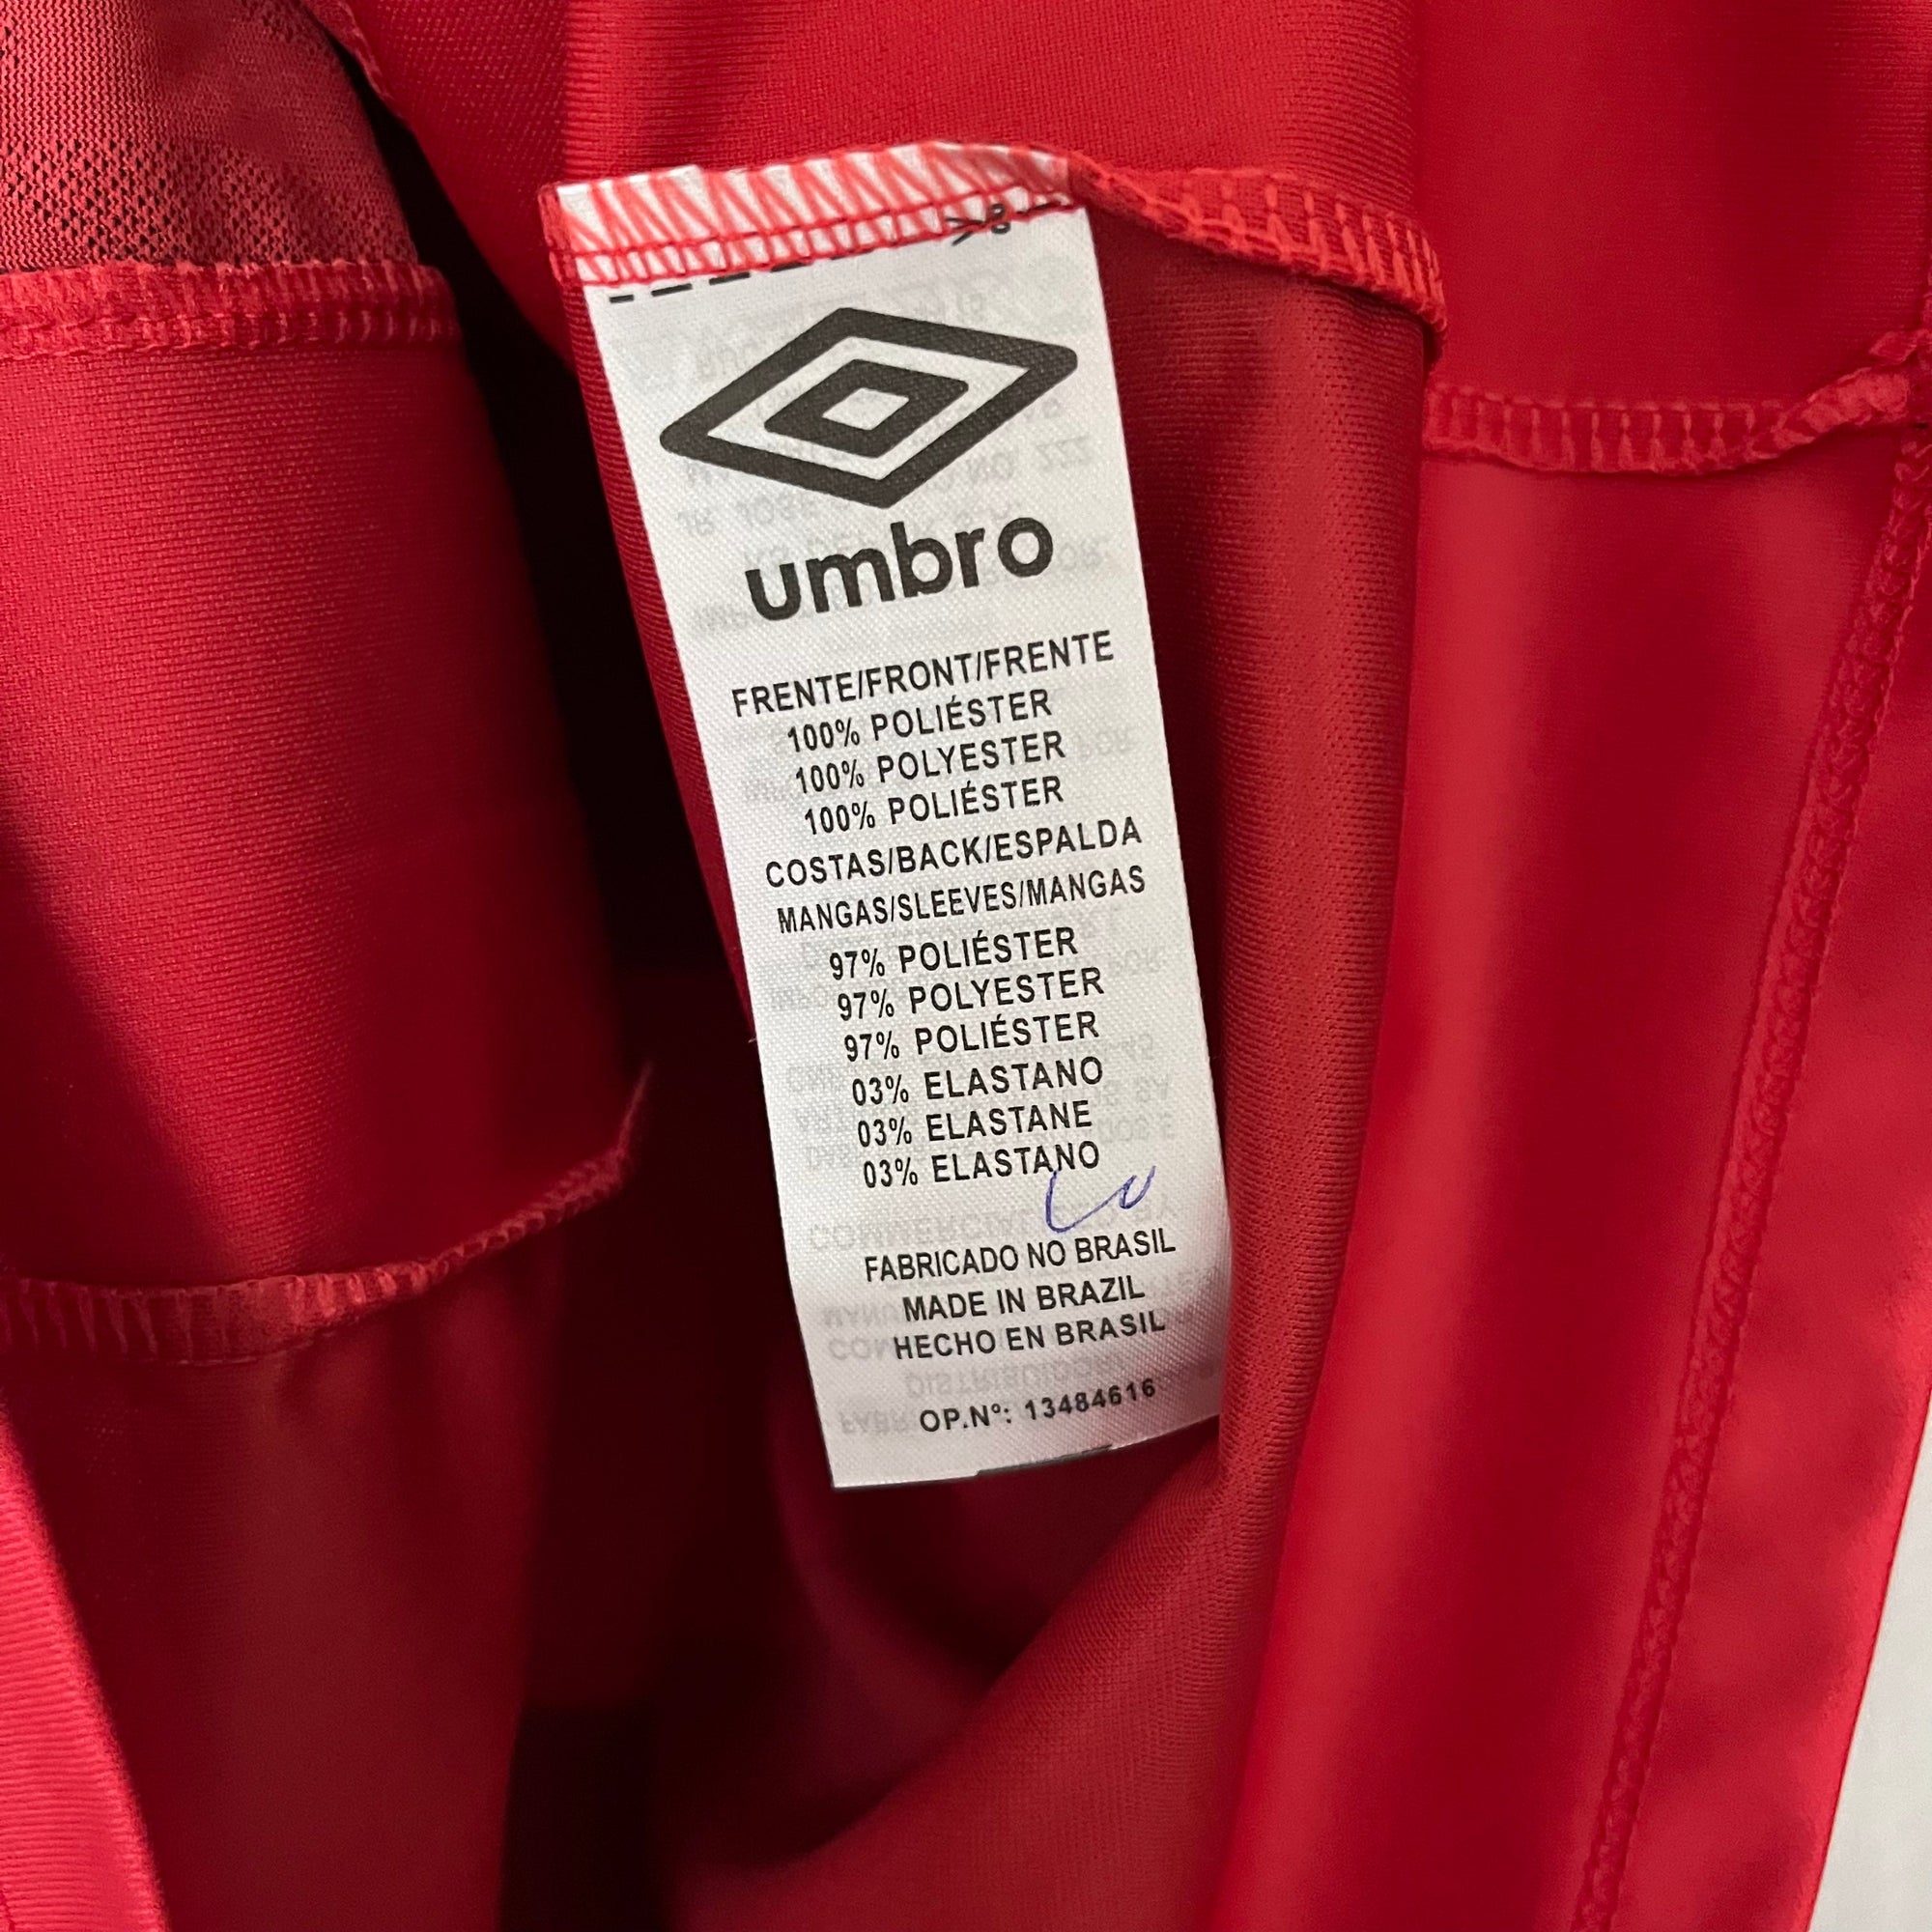 umbro
FRENTE/FRONT/FRENTE
100% POLIÉSTER
100% POLYESTER
100% POLIÉSTER
COSTAS/BACK/ESPALDA
MANGAS/SLEEVES/MANGAS
97% POLIÉSTER
97% POLYESTER
97% POLIÉSTER
03% ELASTANO
03% ELASTANE
03% ELASTANO
FABRICADO NO BRASIL
MADE IN BRAZIL
HECHO EN BRASIL
OP.Nº: 13484616